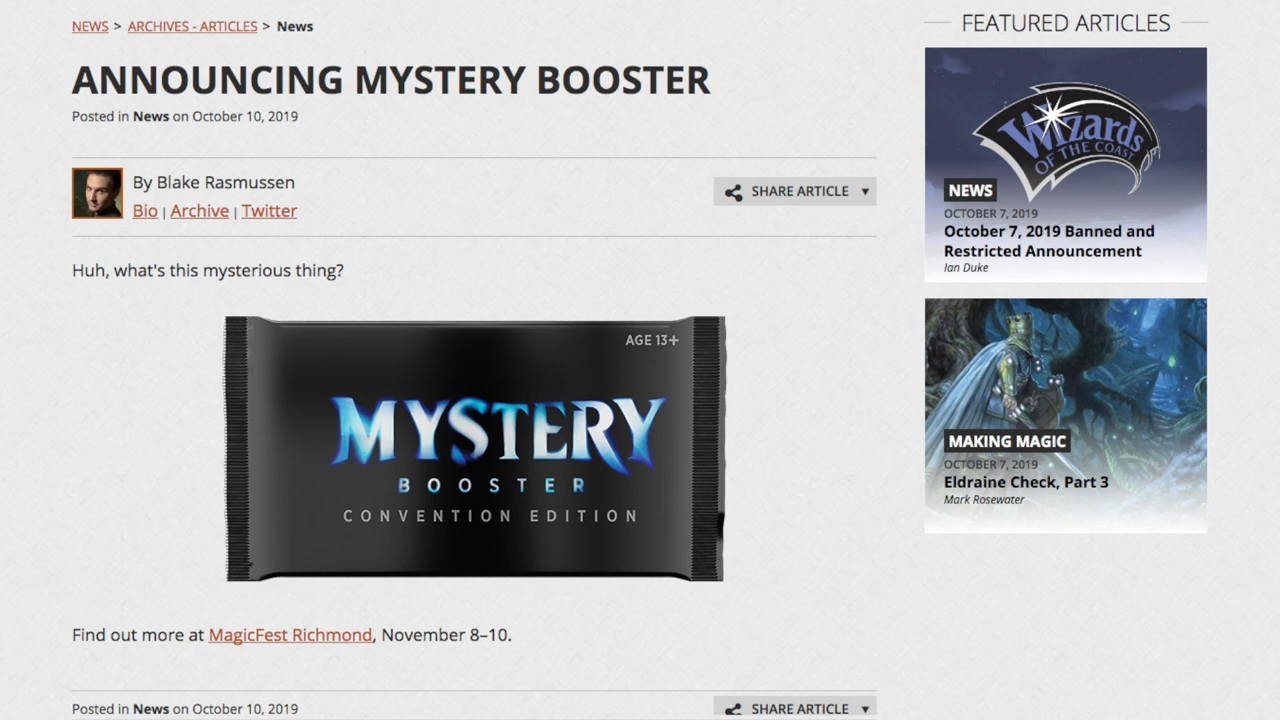 NEWS > ARCHIVES - ARTICLES > News
ANNOUNCING MYSTERY BOOSTER
Posted in News on October 10, 2019
By Blake Rasmussen
Bio | Archive | Twitter
SHARE ARTICLE
Huh, what's this mysterious thing?
AGE 13+
MYSTERY
BOOSTER
CONVENTION EDITION
Find out more at MagicFest Richmond, November 8–10.
Posted in News on October 10, 2019
SHARE ARTICLE
FEATURED ARTICLES
Wizards
OF THE COAST
NEWS
OCTOBER 7, 2019
October 7, 2019 Banned and
Restricted Announcement
Ian Duke
MAKING MAGIC
OCTOBER 7, 2019
Eldraine Check, Part 3
Mark Rosewater